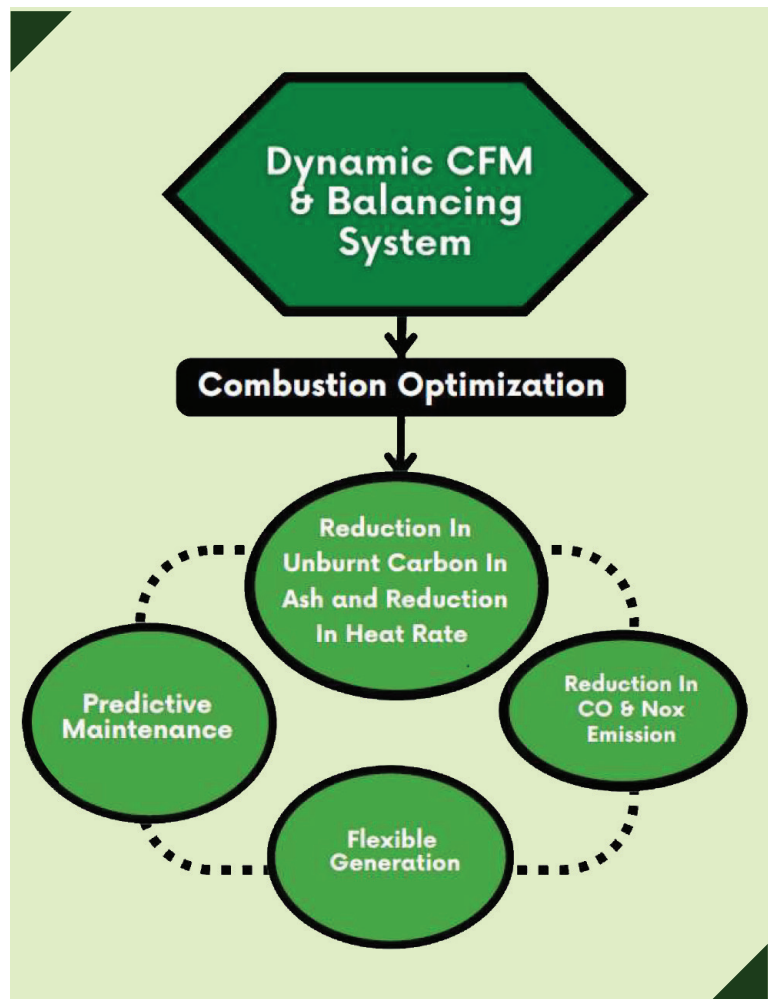 Dynamic CFM
& Balancing
System
Combustion Optimization
Reduction In
Unburnt Carbon In
Ash and Reduction
In Heat Rate
Predictive
Maintenance
Reduction In
CO & Nox
Emission
Flexible
Generation